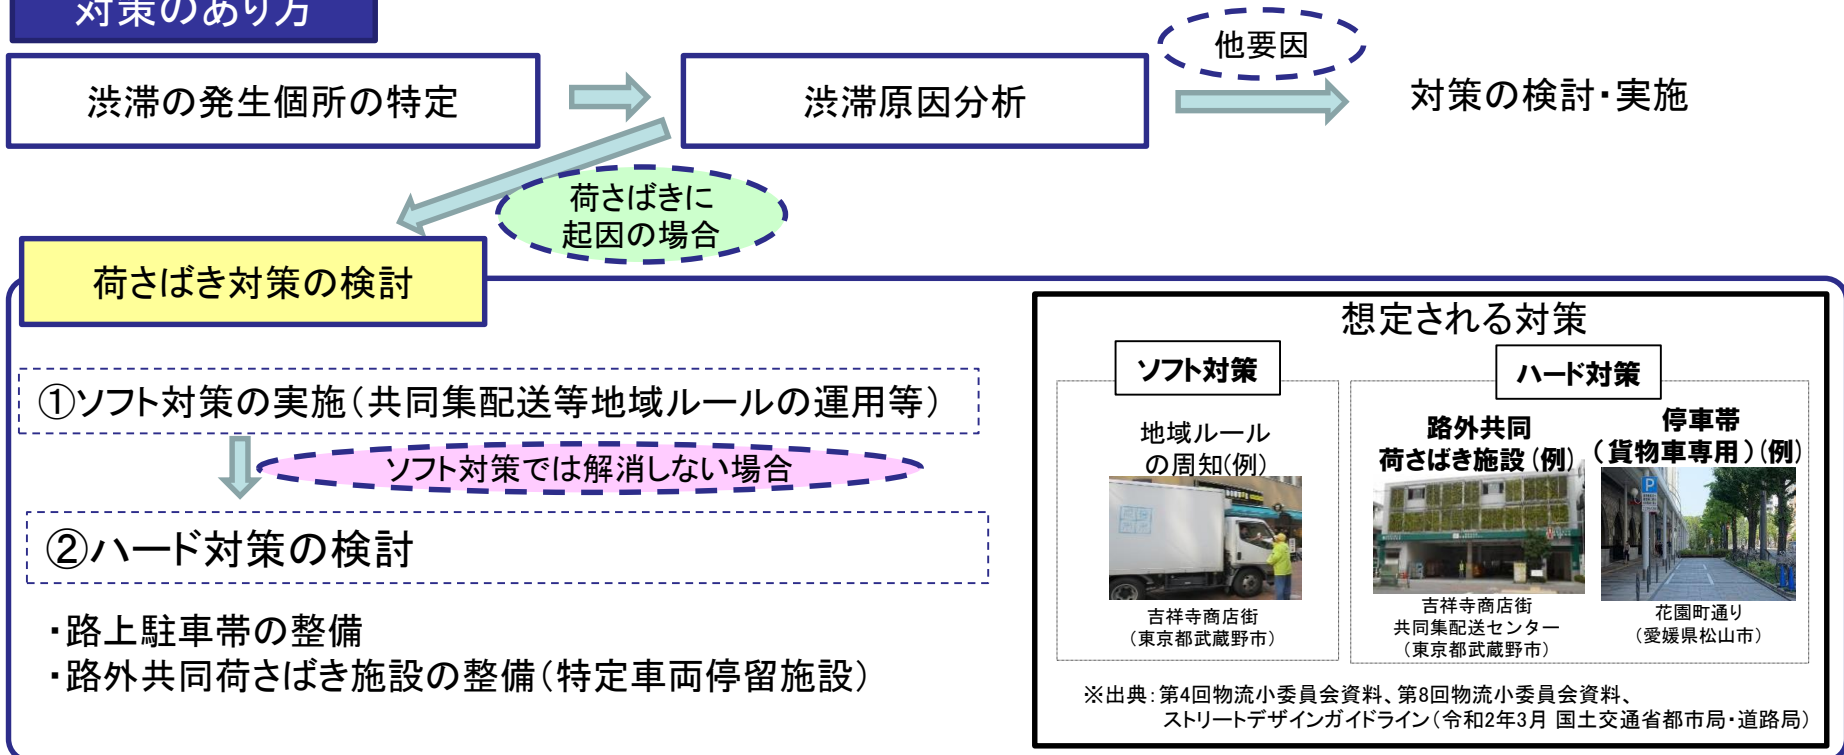 対策のあり方
渋滞の発生個所の特定
渋滞原因分析
他要因
対策の検討・実施
荷さばきに
起因の場合
荷さばき対策の検討
①ソフト対策の実施（共同集配送等地域ルールの運用等）
ソフト対策では解消しない場合
②ハード対策の検討
・路上駐車帯の整備
・路外共同荷さばき施設の整備（特定車両停留施設）
想定される対策
ソフト対策
地域ルール
の周知(例)
吉祥寺商店街
（東京都武蔵野市）
ハード対策
路外共同
荷さばき施設（例）
吉祥寺商店街
共同集配送センター
（東京都武蔵野市）
停車帯
（貨物車専用）（例）
P
花園町通り
（愛媛県松山市）
※出典：第4回物流小委員会資料、第8回物流小委員会資料、
ストリートデザインガイドライン（令和2年3月 国土交通省都市局・道路局）